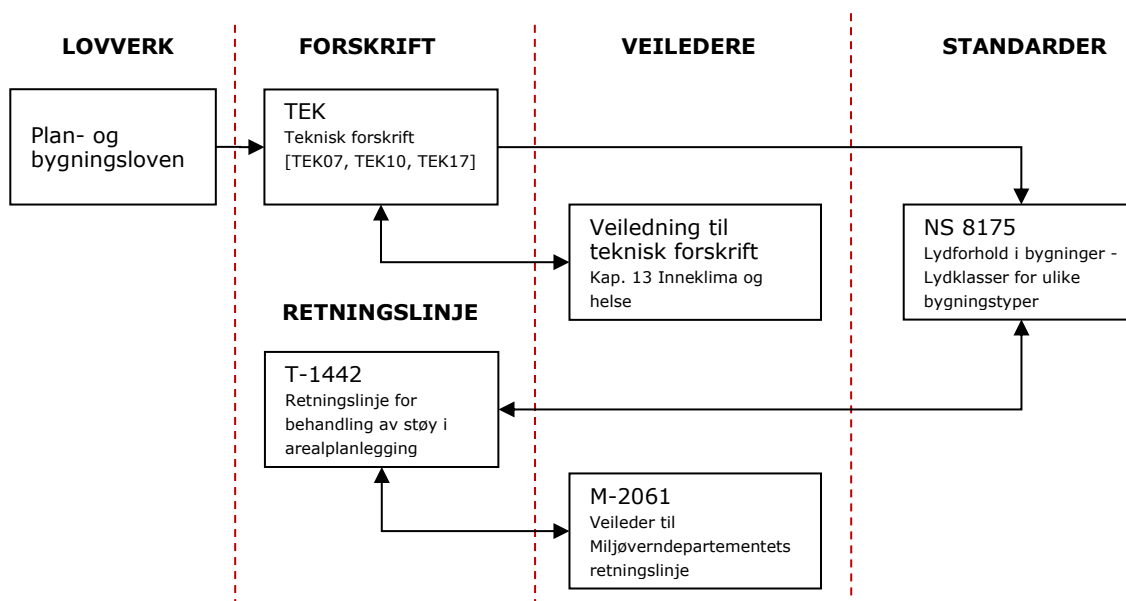 LOVVERK
FORSKRIFT
VEILEDERE
STANDARDER
Plan- og
bygningsloven
TEK
Teknisk forskrift
[TEK07, TEK10, TEK17]
Veiledning til
teknisk forskrift
Kap. 13 Inneklima og
helse
NS 8175
Lydforhold i bygninger -
Lydklasser for ulike
bygningstyper
RETNINGSLINJE
T-1442
Retningslinje for
behandling av støy i
arealplanlegging
M-2061
Veileder til
Miljøverndepartementets
retningslinje